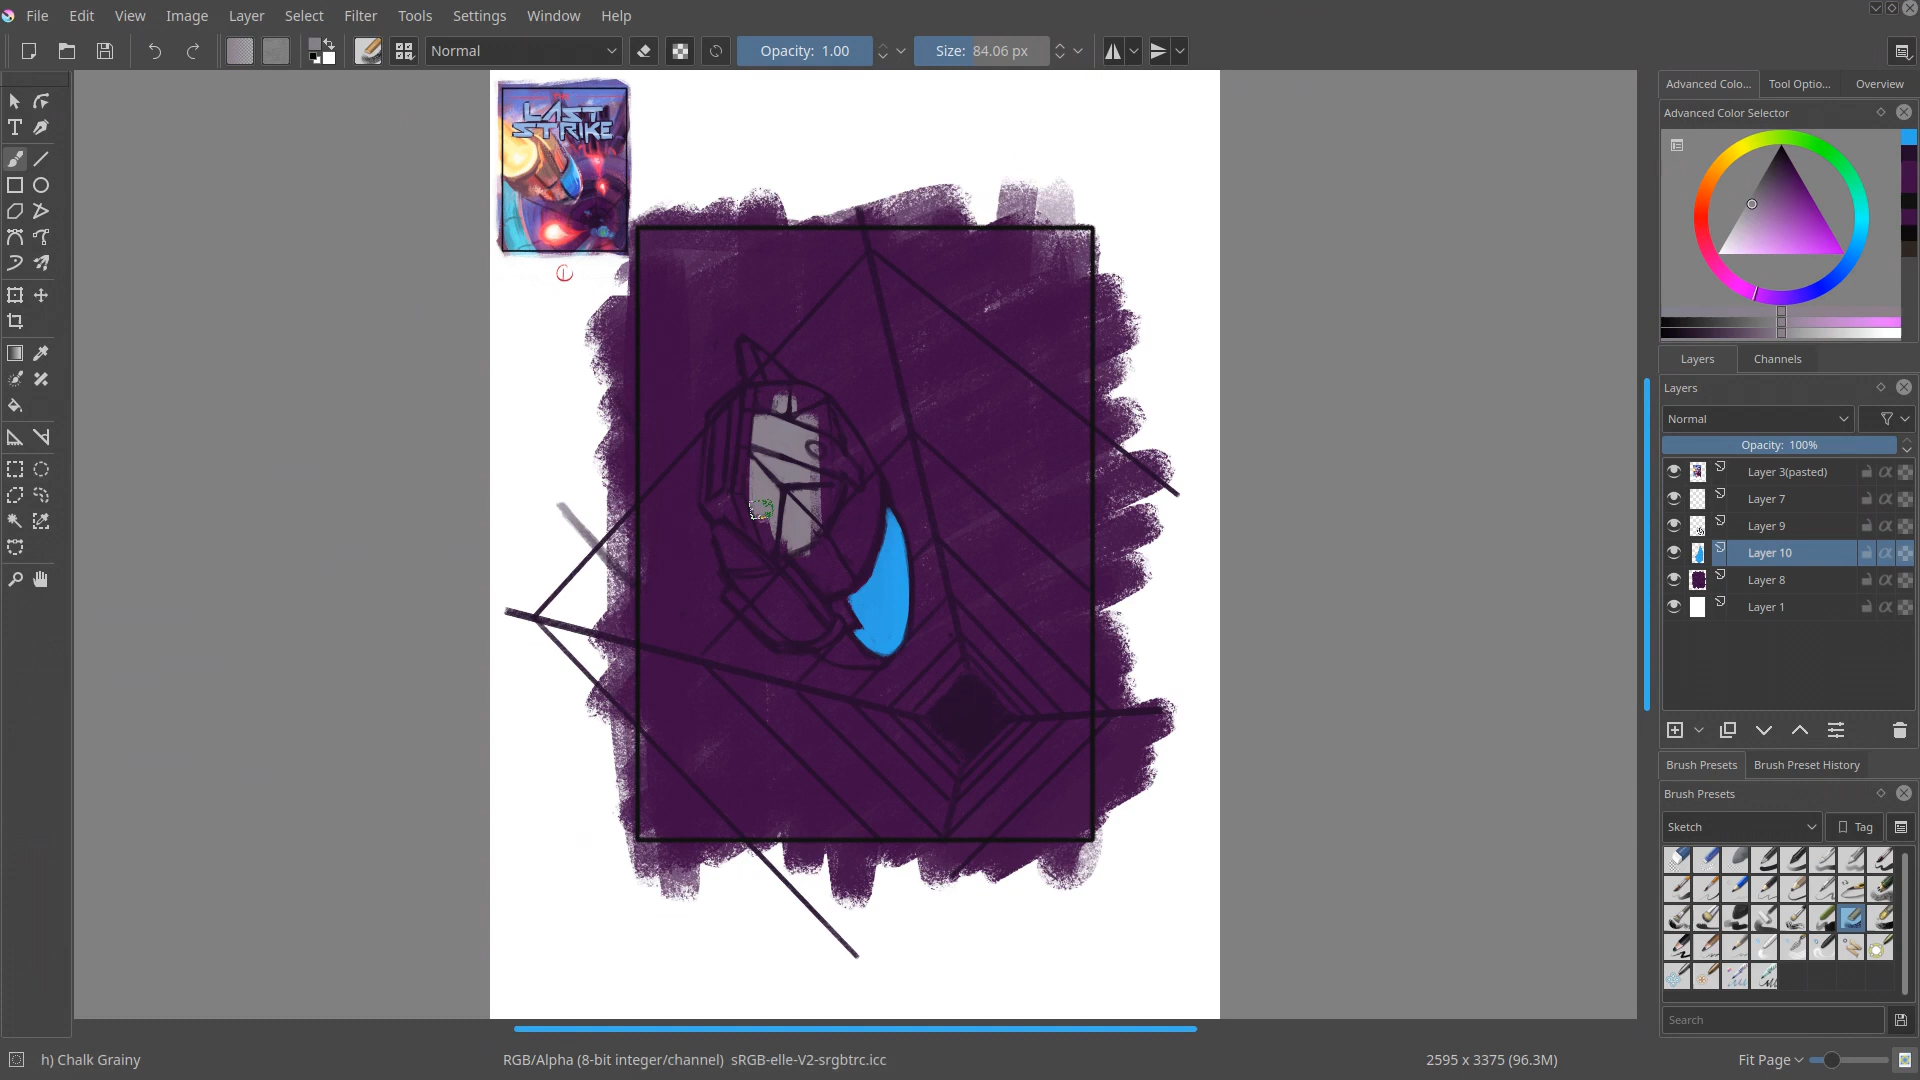 File Edit View Image Layer Select Filter Tools Settings Window Help
Normal
Opacity: 1.00
Size: 84.06 px
Advanced Colo...
Tool Optio...
Overview
Advanced Color Selector
THE
LAST
STRIKE
1
Layers
Channels
Layers
Normal
Opacity: 100%
Layer 3(pasted)
Layer 7
Layer 9
Layer 10
Layer 8
Layer 1
Brush Presets
Brush Preset History
Brush Presets
Sketch
Tag
Search
h) Chalk Grainy
RGB/Alpha (8-bit integer/channel) sRGB-elle-V2-srgbtrc.icc
2595 x 3375 (96.3M)
Fit Page